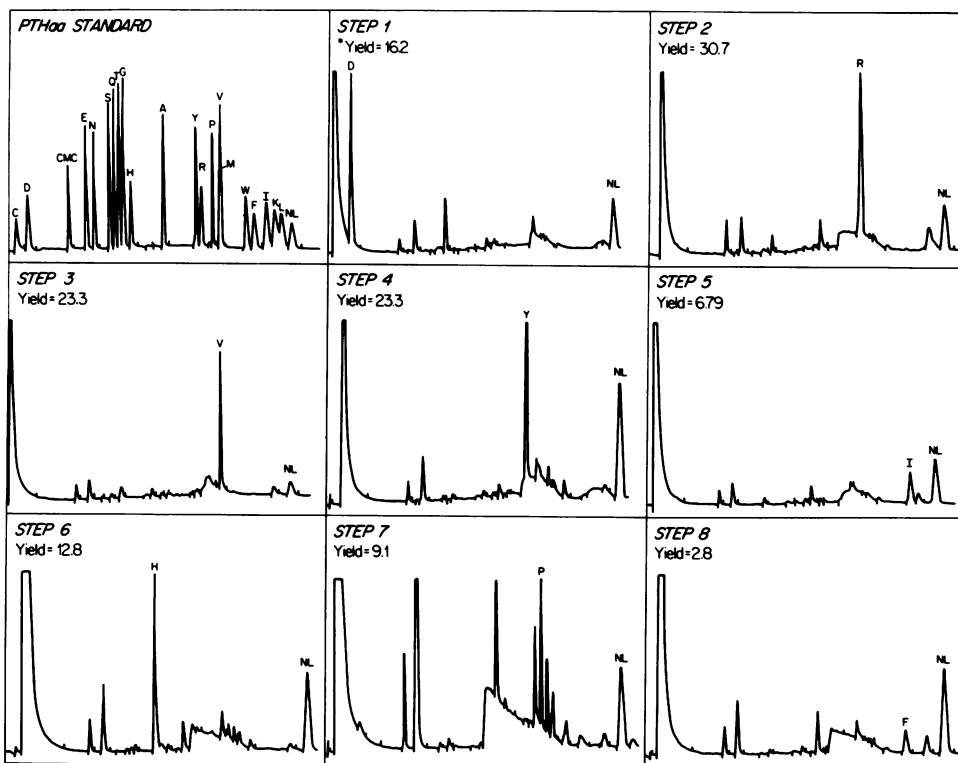 PTHaa STANDARD
C
D
CMC
E
N
S
Q
T
G
H
A
Y
R
P
V
M
W
F
I
K
L
NL
STEP 1
*Yield=16.2
D
NL
STEP 2
Yield=30.7
R
NL
STEP 3
Yield=23.3
V
NL
STEP 4
Yield=23.3
Y
NL
STEP 5
Yield=6.79
I
NL
STEP 6
Yield=12.8
H
NL
STEP 7
Yield=9.1
P
NL
STEP 8
Yield=2.8
F
NL